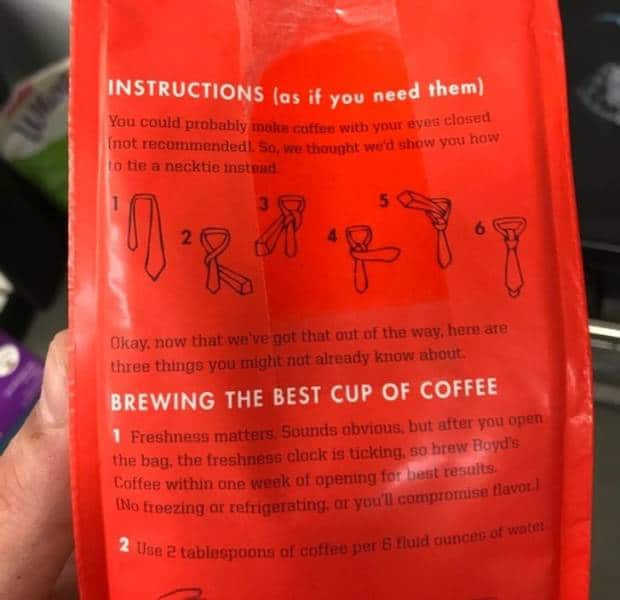 INSTRUCTIONS (as if you need them)
You could probably make coffee with your eyes closed
(not recommended). So, we thought we'd show you how
to tie a necktie instead.
1 2 3 4 5 6
Okay, now that we've got that out of the way, here are
three things you might not already know about.
BREWING THE BEST CUP OF COFFEE
1 Freshness matters. Sounds obvious, but after you open
the bag, the freshness clock is ticking, so brew Boyd's
Coffee within one week of opening for best results.
(No freezing or refrigerating, or you'll compromise flavor.)
2 Use 2 tablespoons of coffee per 6 fluid ounces of water.